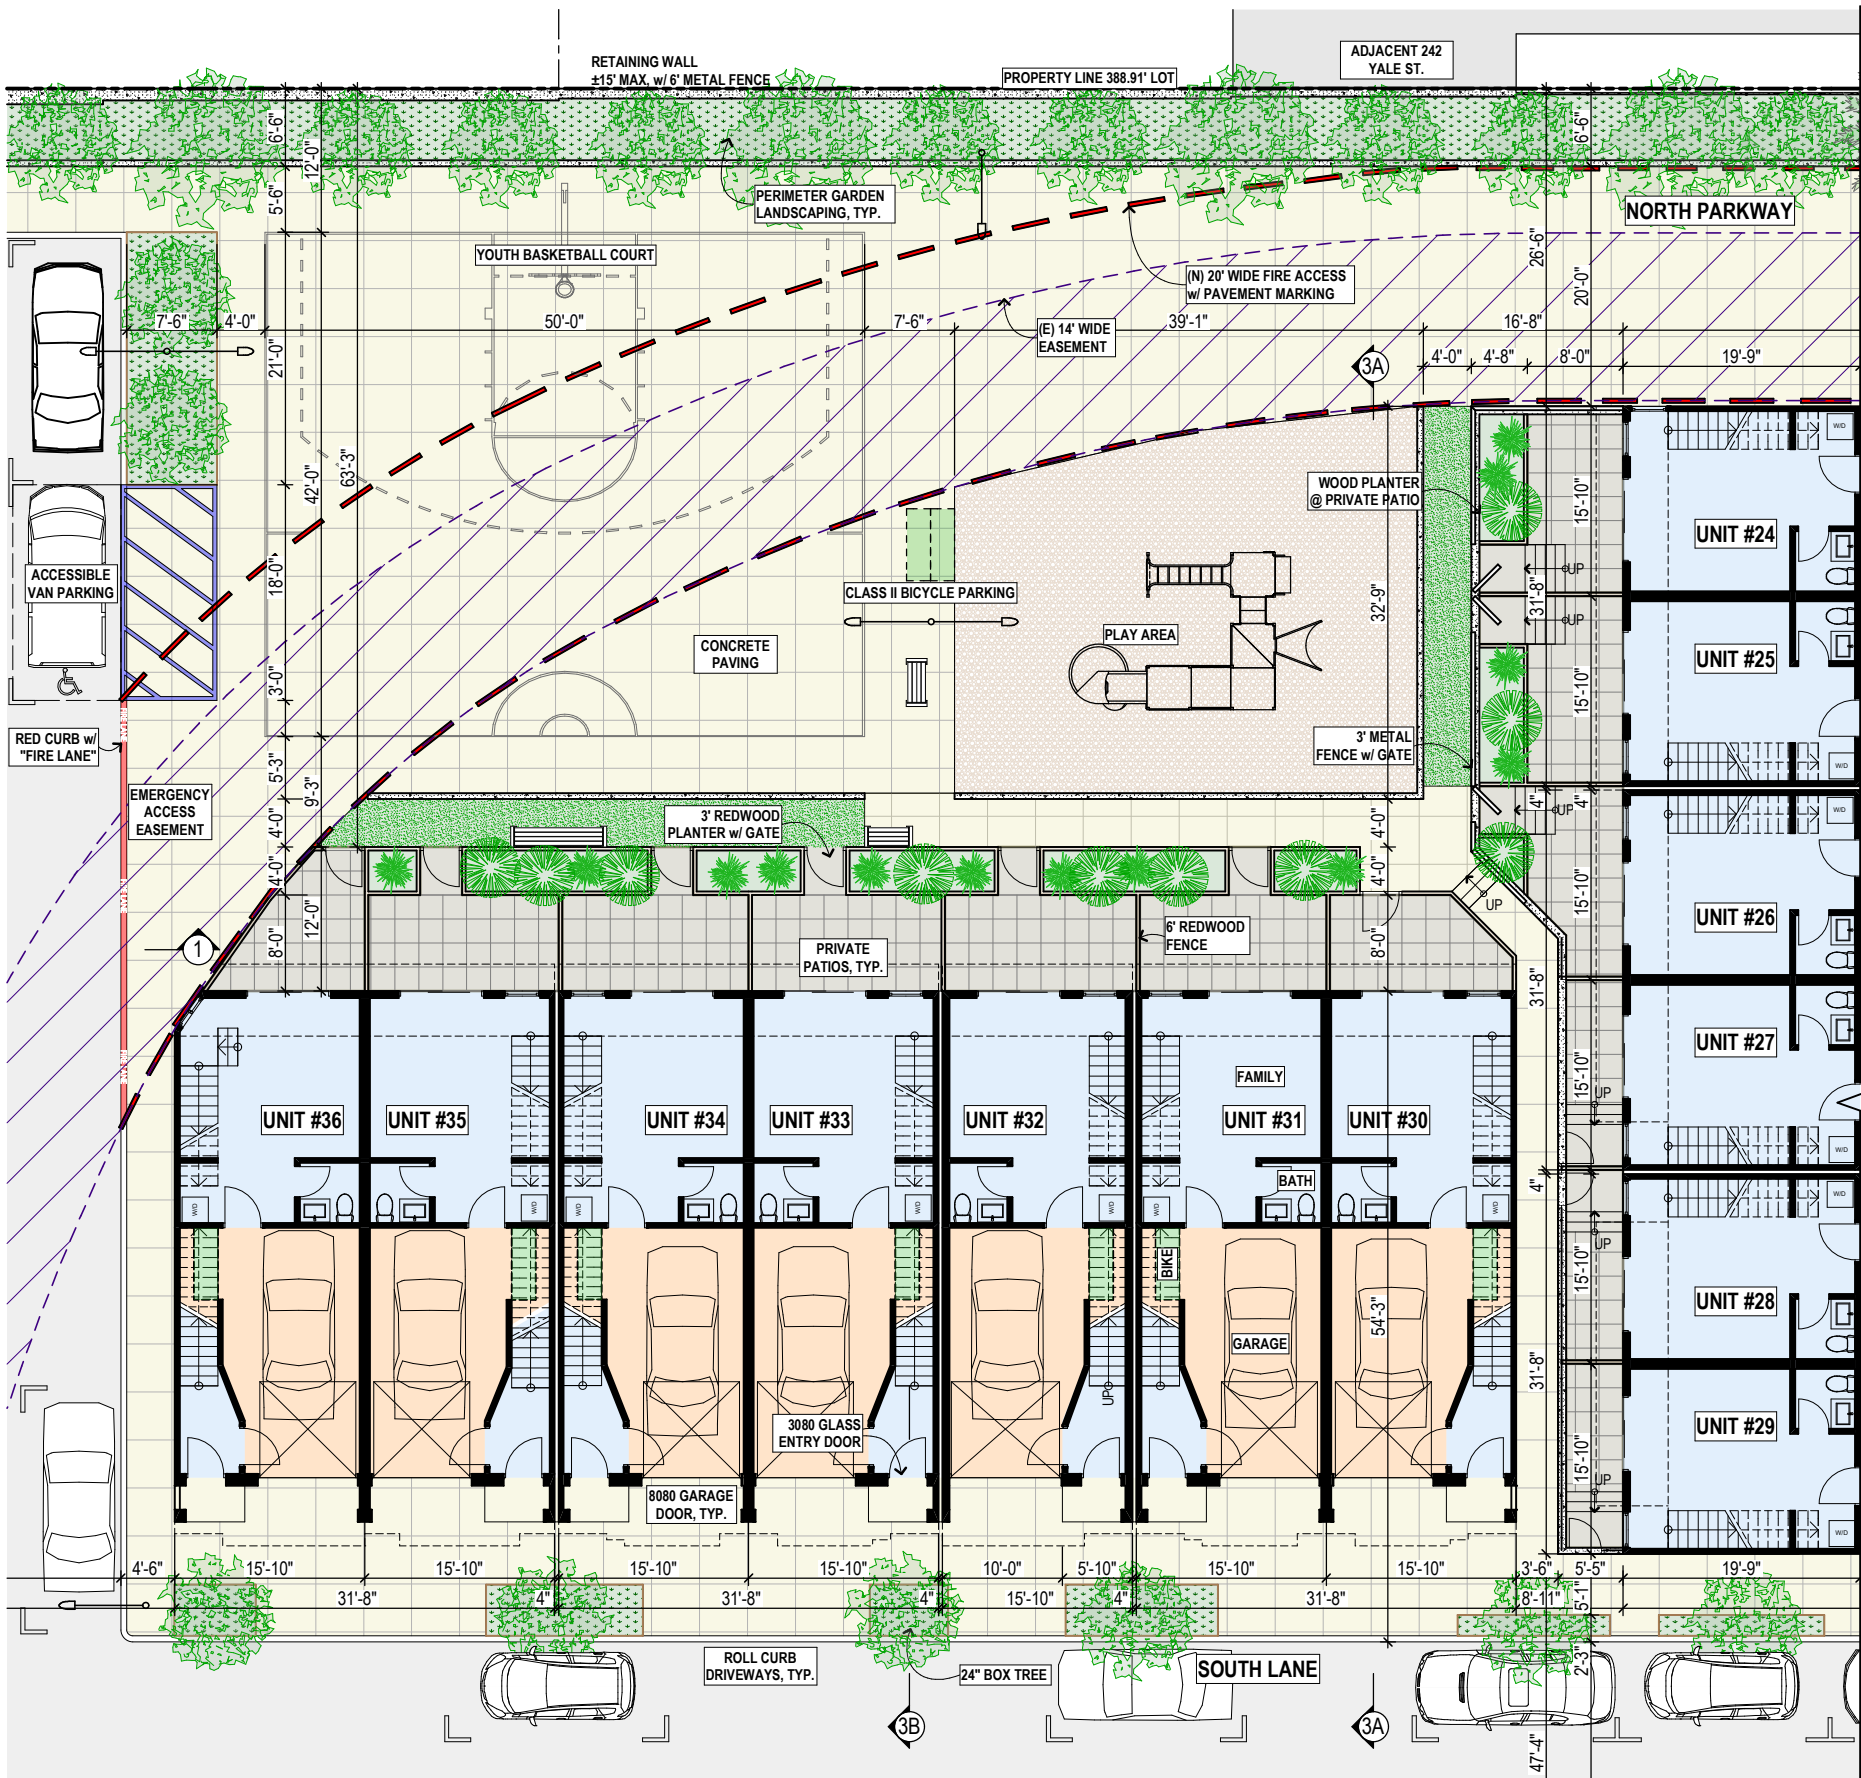 RETAINING WALL
±15' MAX, w/ 6' METAL FENCE
PROPERTY LINE 388.91' LOT
ADJACENT 242
YALE ST.
6'-6"
12'-0"
6'-6"
5'-6"
PERIMETER GARDEN
LANDSCAPING, TYP.
NORTH PARKWAY
YOUTH BASKETBALL COURT
26'-6"
20'-0"
(N) 20' WIDE FIRE ACCESS
w/ PAVEMENT MARKING
7'-6"
4'-0"
50'-0"
7'-6"
39'-1"
16'-8"
(E) 14' WIDE
EASEMENT
21'-0"
3A
4'-0"
4'-8"
8'-0"
19'-9"
W/D
42'-0"
63'-3"
WOOD PLANTER
@ PRIVATE PATIO
15'-10"
UNIT #24
ACCESSIBLE
VAN PARKING
18'-0"
CLASS II BICYCLE PARKING
32'-9"
UP
31'-8"
UP
PLAY AREA
CONCRETE
PAVING
UNIT #25
15'-10"
3'-0"
RED CURB w/
"FIRE LANE"
3' METAL
FENCE w/ GATE
W/D
5'-3"
9'-3"
EMERGENCY
ACCESS
EASEMENT
4'-0"
3' REDWOOD
PLANTER w/ GATE
4'-0"
4"
UP
4"
W/D
4'-0"
4'-0"
UP
15'-10"
UNIT #26
12'-0"
8'-0"
1
PRIVATE
PATIOS, TYP.
6' REDWOOD
FENCE
8'-0"
31'-8"
UNIT #27
15'-10"
UP
FAMILY
UNIT #36
UNIT #35
UNIT #34
UNIT #33
UNIT #32
UNIT #31
UNIT #30
W/D
BATH
4"
W/D
W/D
W/D
W/D
W/D
W/D
W/D
W/D
UP
15'-10"
BIKE
UNIT #28
54'-3"
GARAGE
31'-8"
UP
3080 GLASS
ENTRY DOOR
UNIT #29
15'-10"
UP
8080 GARAGE
DOOR, TYP.
W/D
4'-6"
15'-10"
15'-10"
15'-10"
15'-10"
10'-0"
5'-10"
15'-10"
15'-10"
3'-6"
5'-5"
19'-9"
31'-8"
4"
31'-8"
4"
15'-10"
4"
31'-8"
8'-11"
5'-1"
ROLL CURB
DRIVEWAYS, TYP.
24" BOX TREE
SOUTH LANE
2'-3"
3B
3A
47'-4"